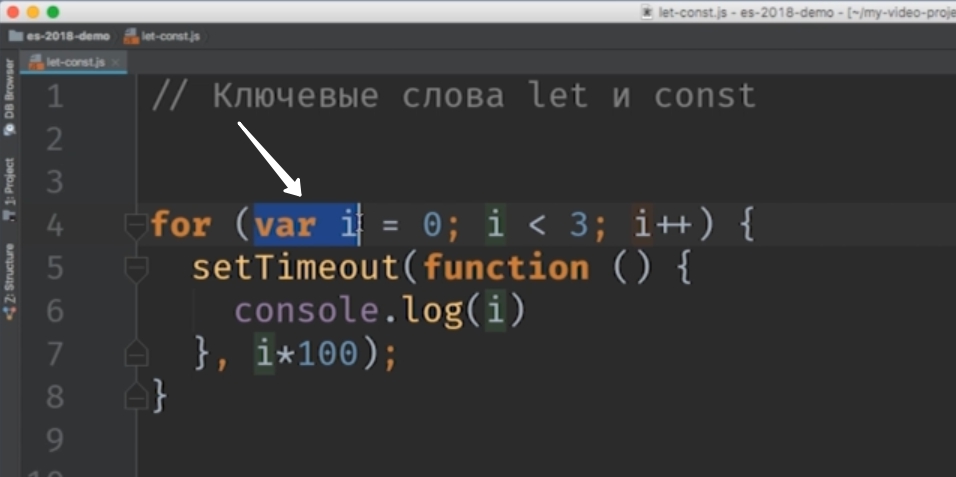 let-const.js - es-2018-demo - [~/my-video-proje
es-2018-demo let-const.js
let-const.js
DB Browser
1: Project
Z: Structure
1 // Ключевые слова let и const
2
3
4 for (var i = 0; i < 3; i++) {
5 setTimeout(function () {
6 console.log(i)
7 }, i*100);
8 }
9
10